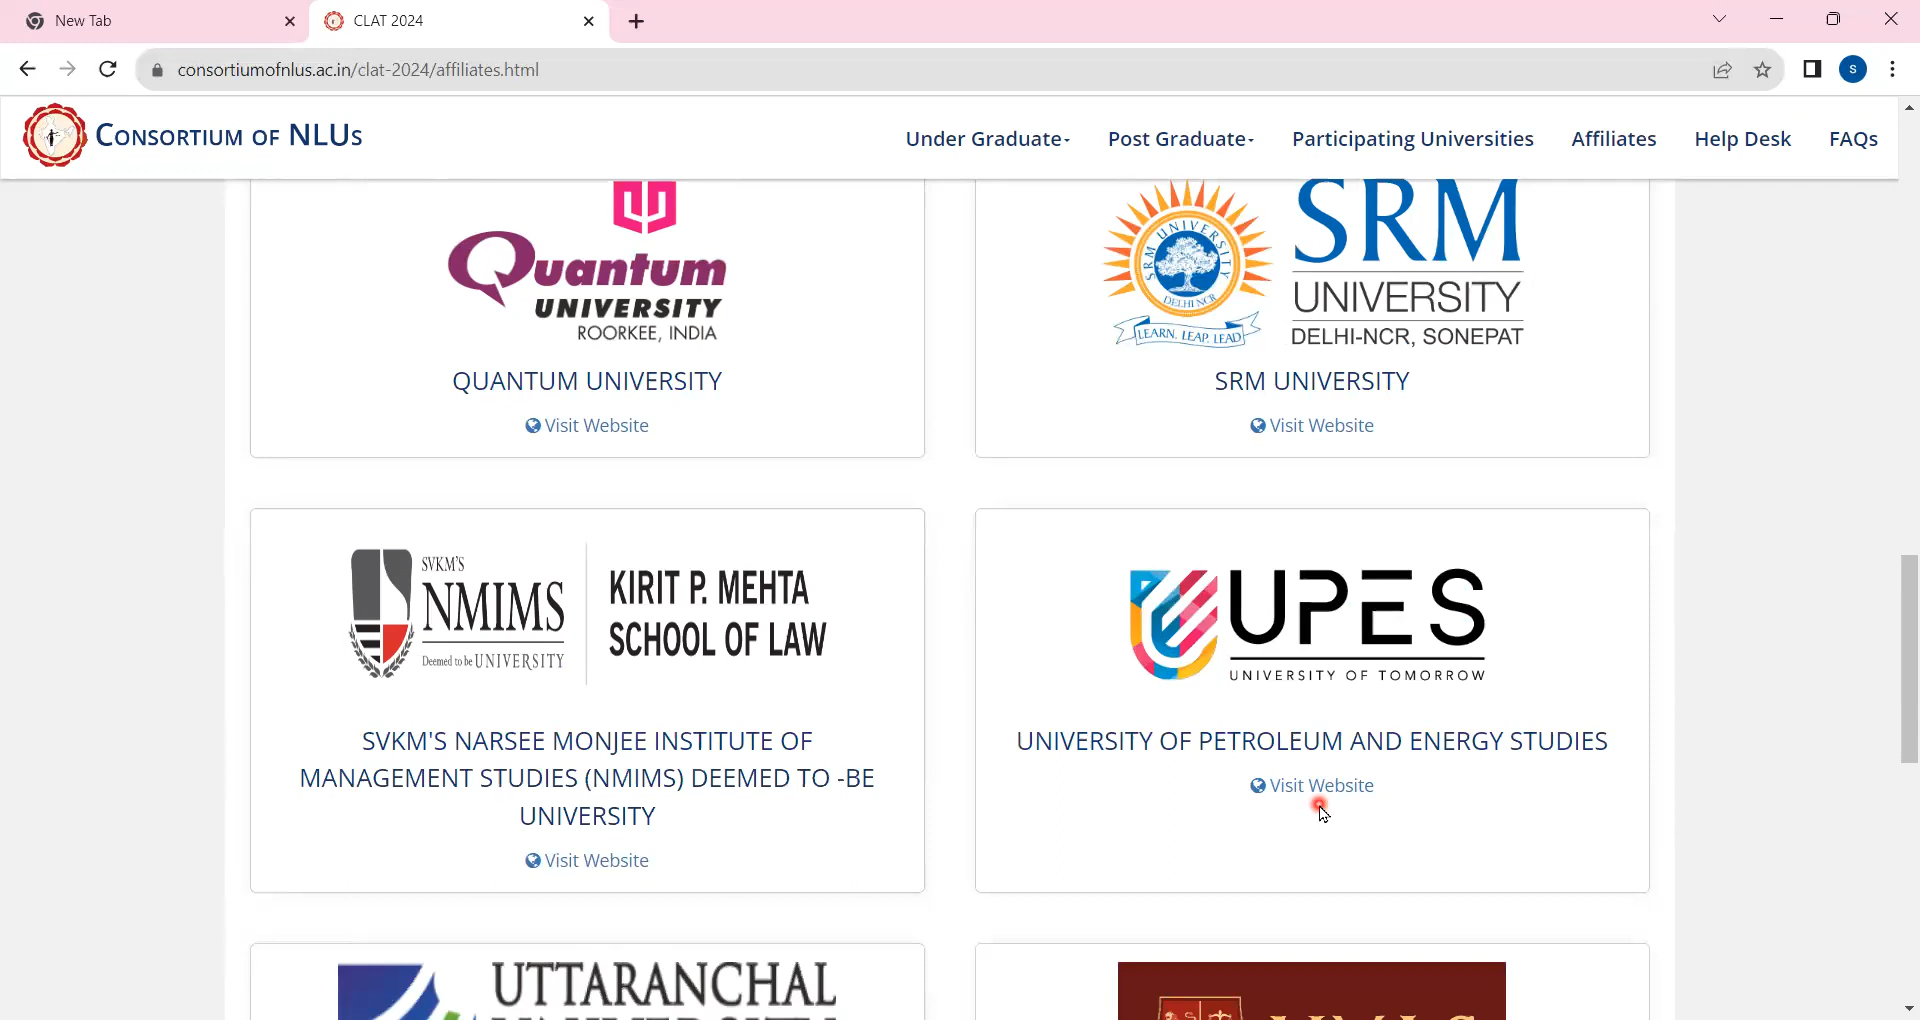 New Tab
CLAT 2024
consortiumofnlus.ac.in/clat-2024/affiliates.html
S
CONSORTIUM OF NLUS
Under Graduate
Post Graduate
Participating Universities
Affiliates
Help Desk
FAQs
Quantum
UNIVERSITY
ROORKEE, INDIA
QUANTUM UNIVERSITY
Visit Website
SRM UNIVERSITY
DELHI-NCR
LEARN. LEAP. LEAD
SRM
UNIVERSITY
DELHI-NCR, SONEPAT
SRM UNIVERSITY
Visit Website
SVKM'S
NMIMS
Deemed to be UNIVERSITY
KIRIT P. MEHTA
SCHOOL OF LAW
SVKM'S NARSEE MONJEE INSTITUTE OF
MANAGEMENT STUDIES (NMIMS) DEEMED TO -BE
UNIVERSITY
Visit Website
UPES
UNIVERSITY OF TOMORROW
UNIVERSITY OF PETROLEUM AND ENERGY STUDIES
Visit Website
UTTARANCHAL